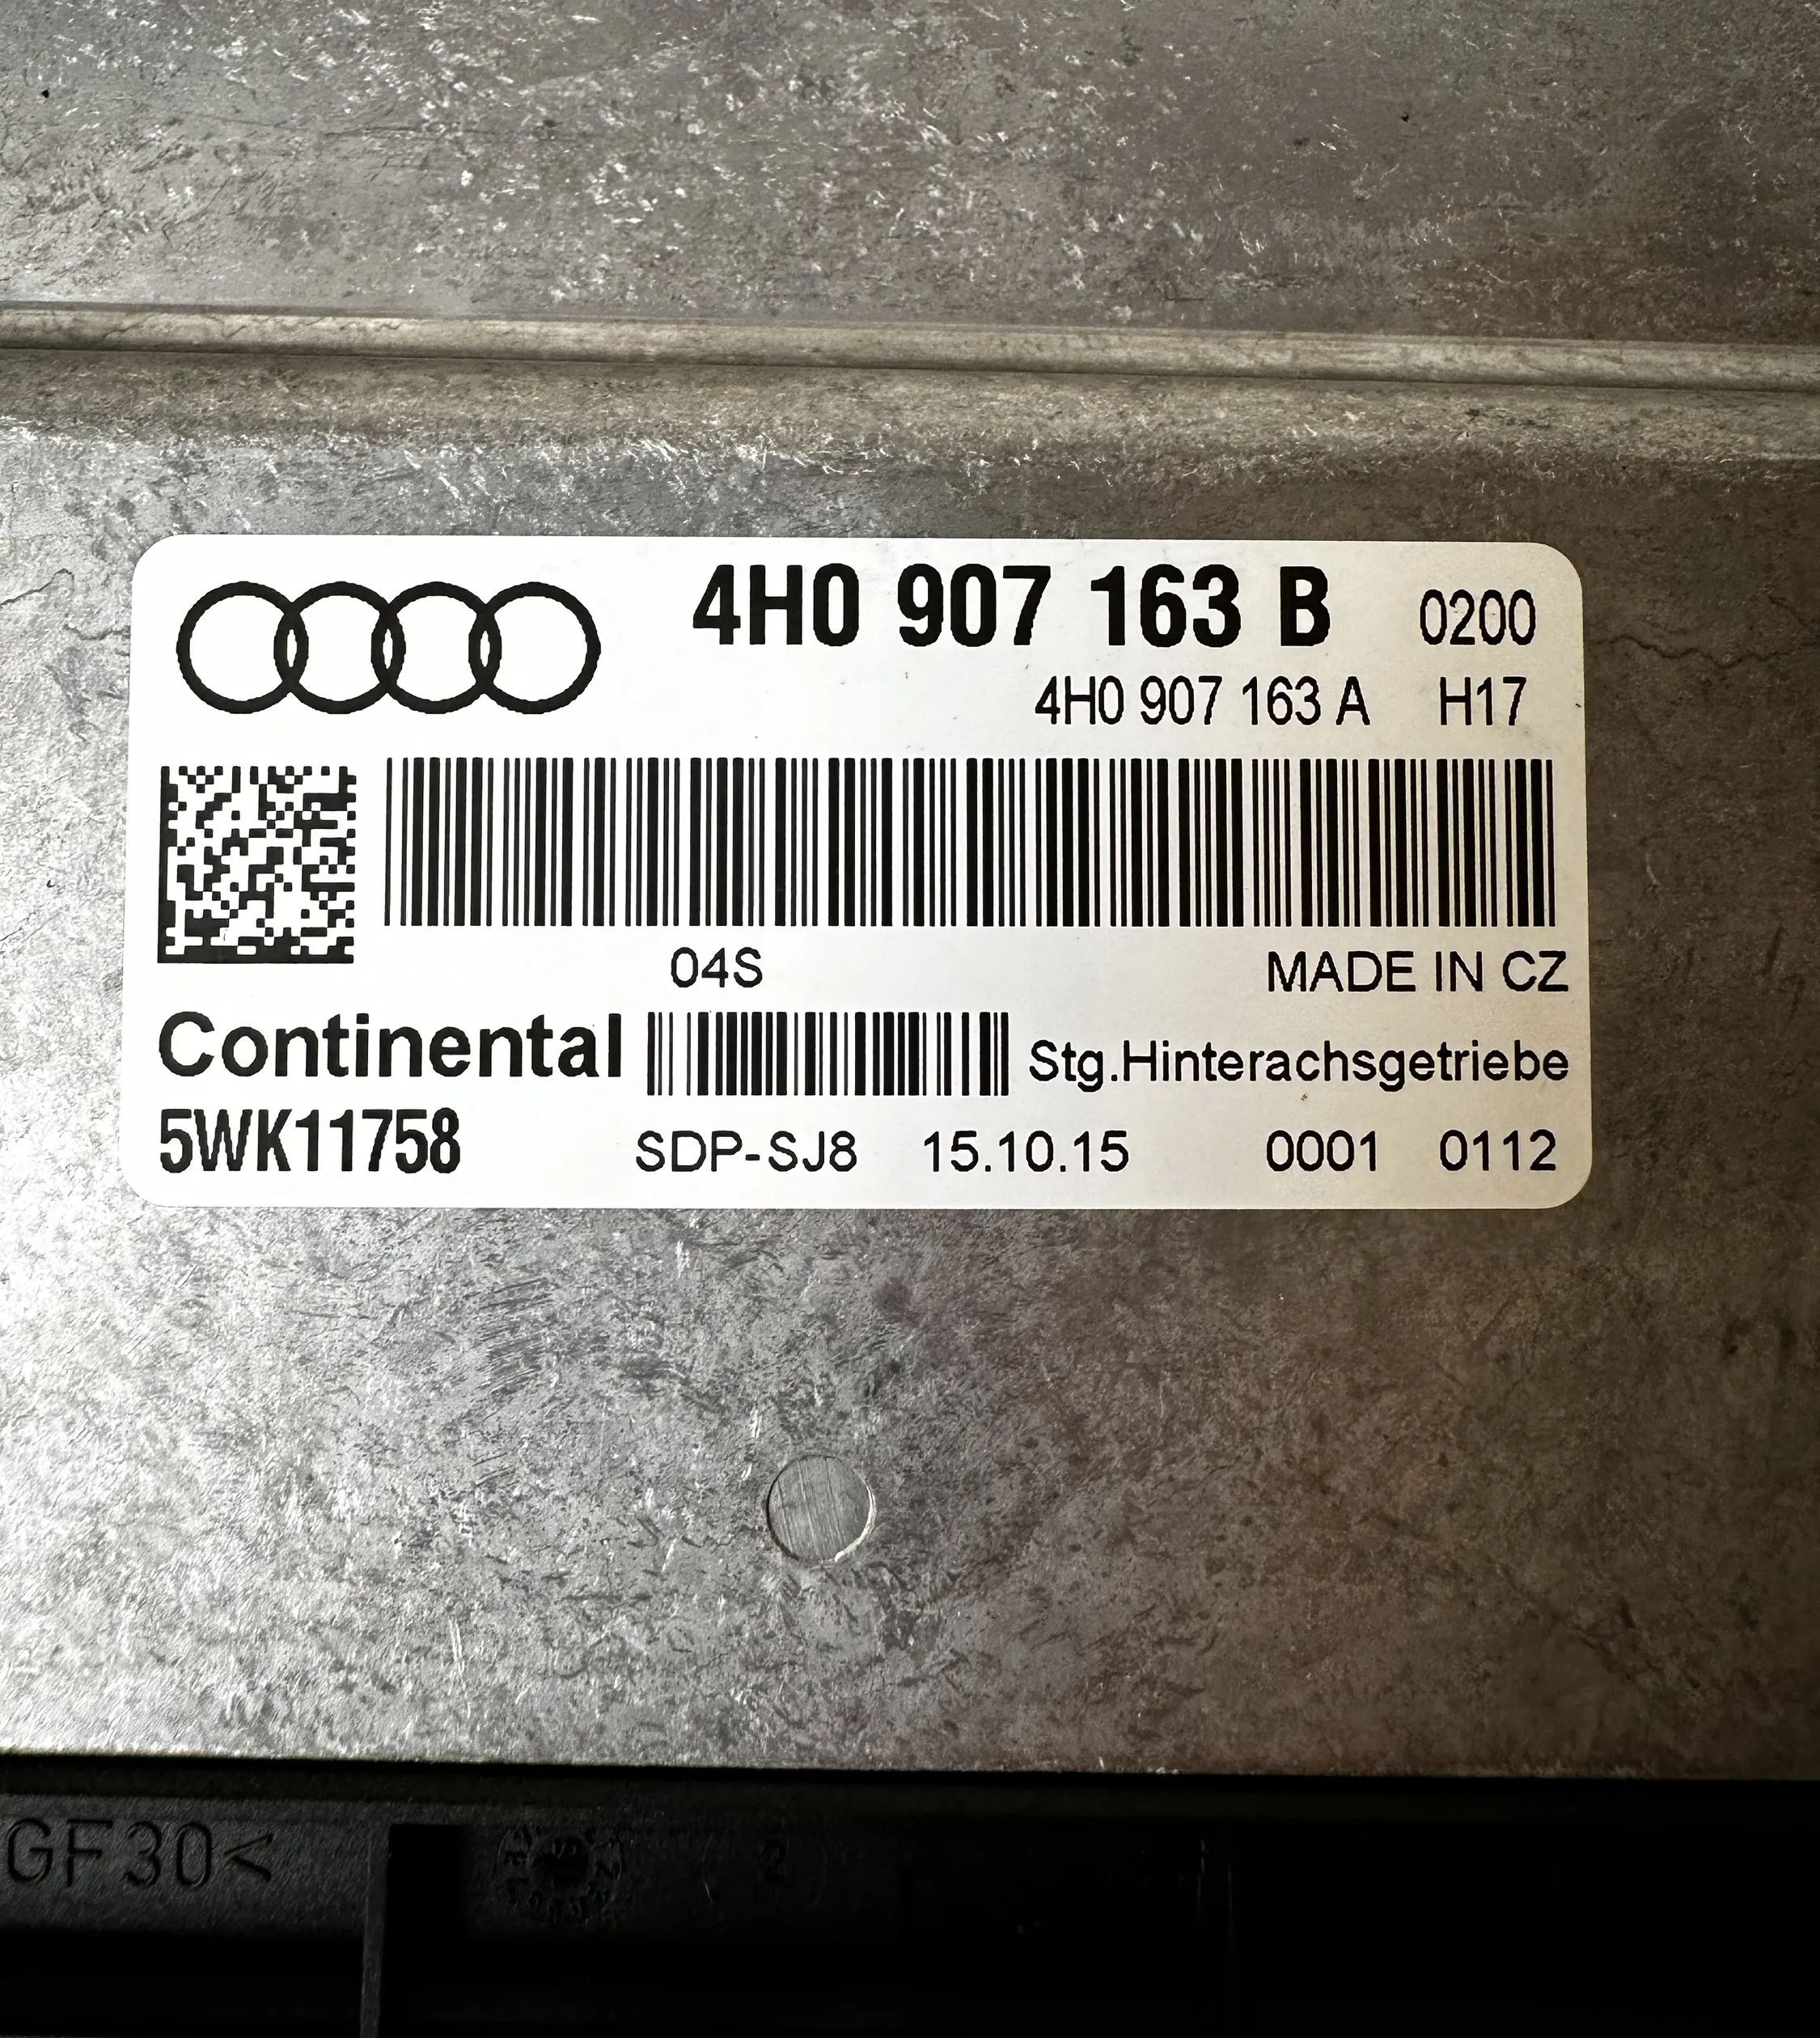 4H0 907 163 B 0200
4H0 907 163 A H17
04S MADE IN CZ
Continental Stg.Hinterachsgetriebe
5WK11758 SDP-SJ8 15.10.15 0001 0112
GF30<